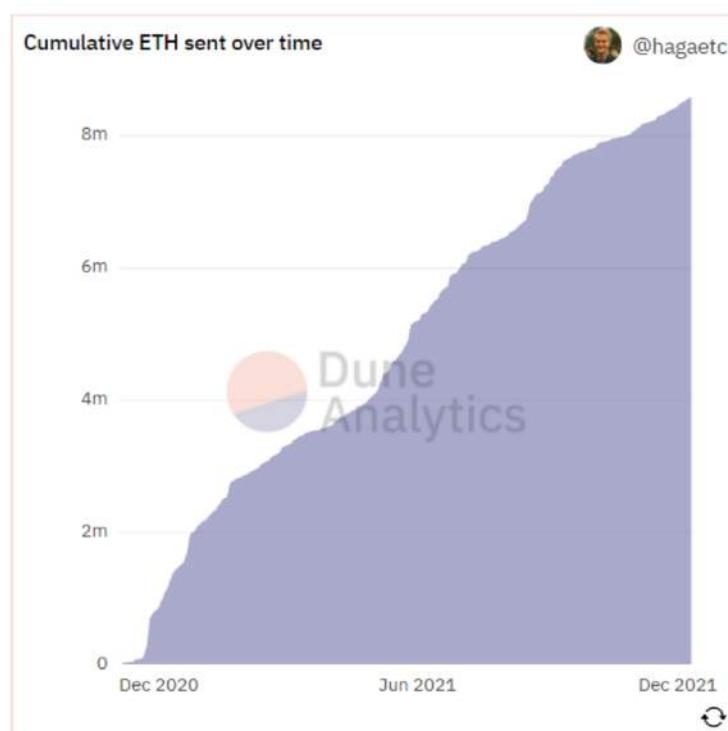 Cumulative ETH sent over time
@hagaetc
8m
6m
4m
2m
0
Dune
Analytics
Dec 2020
Jun 2021
Dec 2021